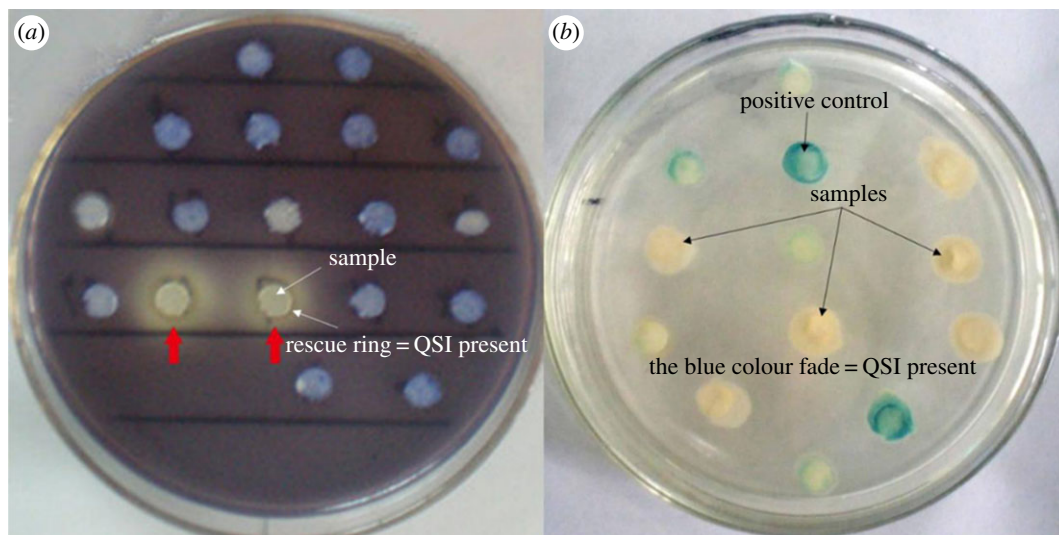 (a)
sample
rescue ring = QSI present
(b)
positive control
samples
the blue colour fade = QSI present